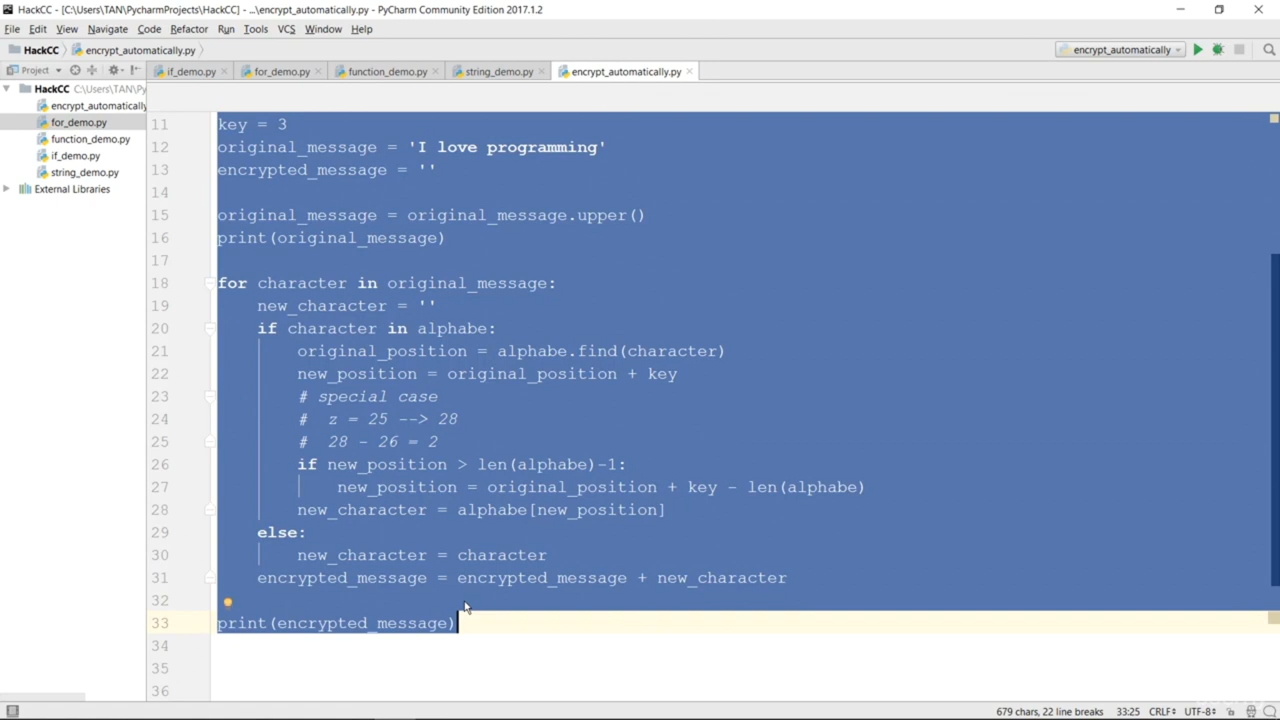 HackCC - [C:\Users\TAN\PycharmProjects\HackCC] - ...\encrypt_automatically.py - PyCharm Community Edition 2017.1.2
File Edit View Navigate Code Refactor Run Tools VCS Window Help
HackCC encrypt_automatically.py encrypt_automatically
Project if_demo.py for_demo.py function_demo.py string_demo.py encrypt_automatically.py
HackCC C:\Users\TAN\Py
encrypt_automatically
for_demo.py
function_demo.py
if_demo.py
string_demo.py
External Libraries
11 key = 3
12 original_message = 'I love programming'
13 encrypted_message = ''
14
15 original_message = original_message.upper()
16 print(original_message)
17
18 for character in original_message:
19 new_character = ''
20 if character in alphabe:
21 original_position = alphabe.find(character)
22 new_position = original_position + key
23 # special case
24 # z = 25 --> 28
25 # 28 - 26 = 2
26 if new_position > len(alphabe)-1:
27 new_position = original_position + key - len(alphabe)
28 new_character = alphabe[new_position]
29 else:
30 new_character = character
31 encrypted_message = encrypted_message + new_character
32
33 print(encrypted_message)
34
35
36
679 chars, 22 line breaks 33:25 CRLF÷ UTF-8÷